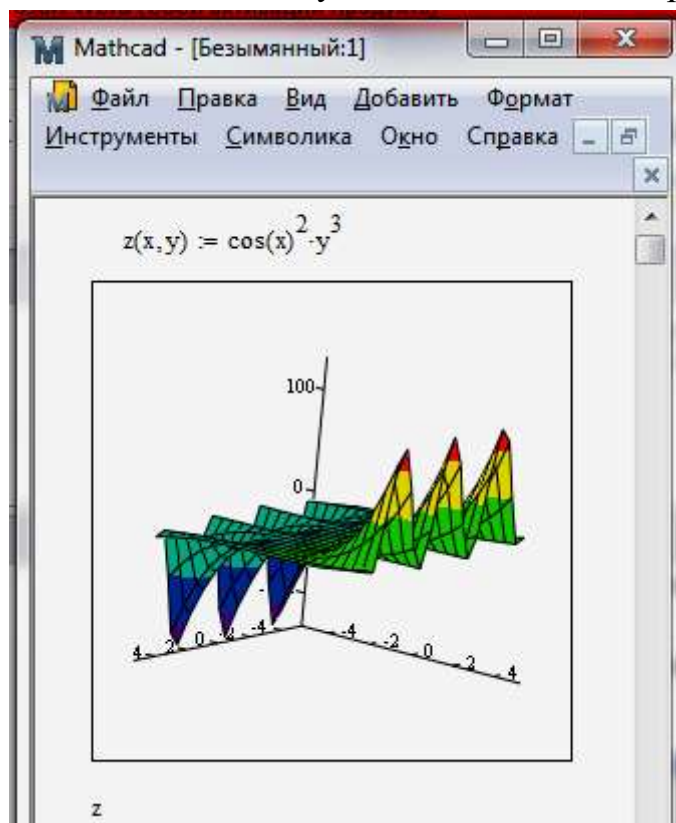 Mathcad - [Безымянный:1]
Файл Правка Вид Добавить Формат
Инструменты Символика Окно Справка
z(x,y) := cos(x)^2·y^3
100
0
4 2 0 -4
-4 -2 0 2 4
z